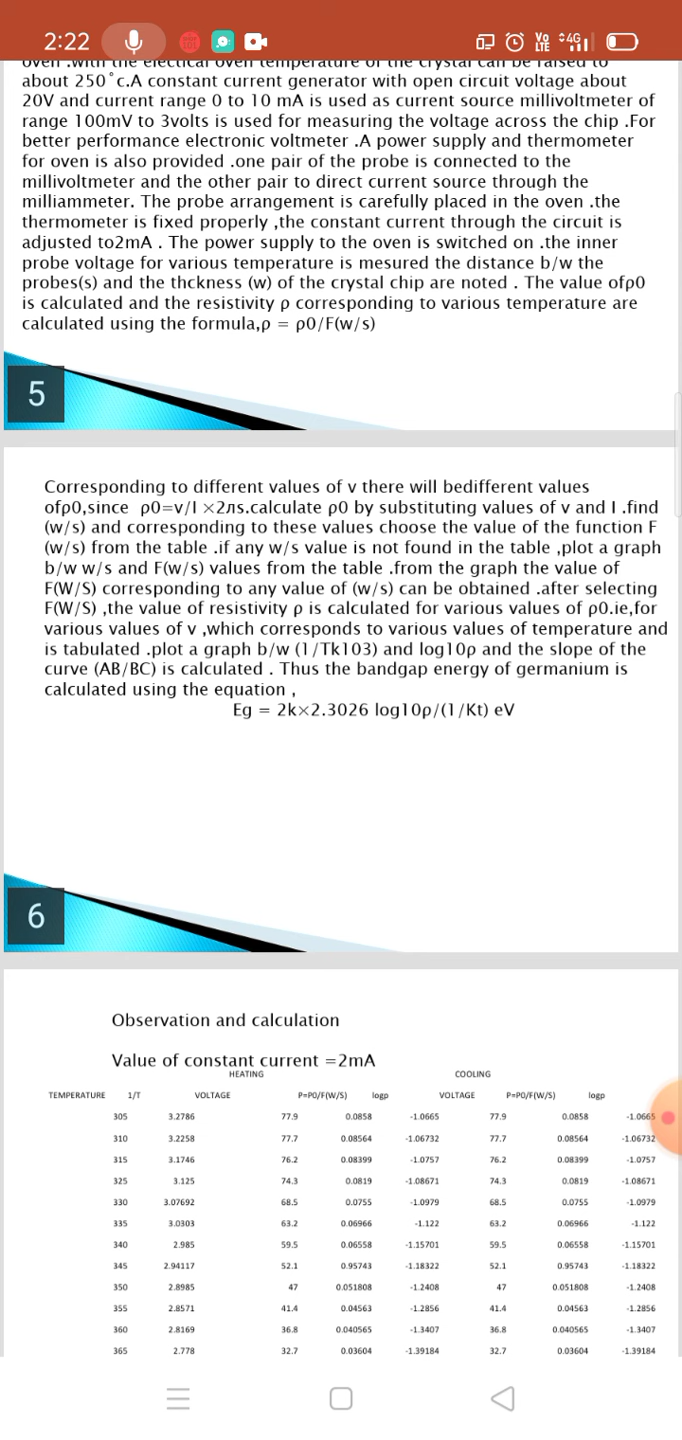 2:22
Vo LTE 4G
oven .with the electical oven temperature of the crystal can be raised to
about 250˚c.A constant current generator with open circuit voltage about
20V and current range 0 to 10 mA is used as current source millivoltmeter of
range 100mV to 3volts is used for measuring the voltage across the chip .For
better performance electronic voltmeter .A power supply and thermometer
for oven is also provided .one pair of the probe is connected to the
millivoltmeter and the other pair to direct current source through the
milliammeter. The probe arrangement is carefully placed in the oven .the
thermometer is fixed properly ,the constant current through the circuit is
adjusted to2mA . The power supply to the oven is switched on .the inner
probe voltage for various temperature is mesured the distance b/w the
probes(s) and the thckness (w) of the crystal chip are noted . The value ofρ0
is calculated and the resistivity ρ corresponding to various temperature are
calculated using the formula,ρ = ρ0/F(w/s)
5
Corresponding to different values of v there will bedifferent values
ofρ0,since ρ0=v/I ×2лs.calculate ρ0 by substituting values of v and I .find
(w/s) and corresponding to these values choose the value of the function F
(w/s) from the table .if any w/s value is not found in the table ,plot a graph
b/w w/s and F(w/s) values from the table .from the graph the value of
F(W/S) corresponding to any value of (w/s) can be obtained .after selecting
F(W/S) ,the value of resistivity ρ is calculated for various values of ρ0.ie,for
various values of v ,which corresponds to various values of temperature and
is tabulated .plot a graph b/w (1/Tk103) and log10ρ and the slope of the
curve (AB/BC) is calculated . Thus the bandgap energy of germanium is
calculated using the equation ,
Eg = 2k×2.3026 log10ρ/(1/Kt) eV
6
Observation and calculation
Value of constant current =2mA
HEATING COOLING
TEMPERATURE 1/T VOLTAGE P=P0/F(W/S) logp VOLTAGE P=P0/F(W/S) logp
305 3.2786 77.9 0.0858 -1.0665 77.9 0.0858 -1.0665
310 3.2258 77.7 0.08564 -1.06732 77.7 0.08564 -1.06732
315 3.1746 76.2 0.08399 -1.0757 76.2 0.08399 -1.0757
325 3.125 74.3 0.0819 -1.08671 74.3 0.0819 -1.08671
330 3.07692 68.5 0.0755 -1.0979 68.5 0.0755 -1.0979
335 3.0303 63.2 0.06966 -1.122 63.2 0.06966 -1.122
340 2.985 59.5 0.06558 -1.15701 59.5 0.06558 -1.15701
345 2.94117 52.1 0.95743 -1.18322 52.1 0.95743 -1.18322
350 2.8985 47 0.051808 -1.2408 47 0.051808 -1.2408
355 2.8571 41.4 0.04563 -1.2856 41.4 0.04563 -1.2856
360 2.8169 36.8 0.040565 -1.3407 36.8 0.040565 -1.3407
365 2.778 32.7 0.03604 -1.39184 32.7 0.03604 -1.39184